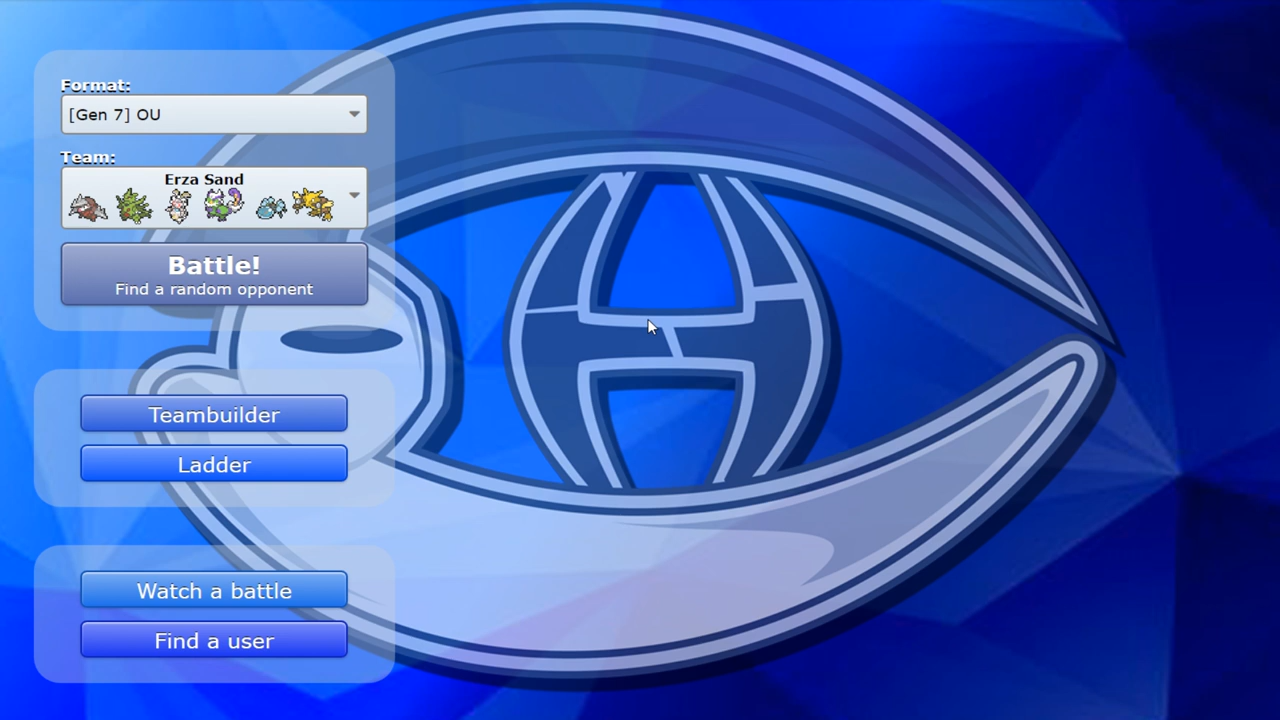 Format:
[Gen 7] OU
Team:
Erza Sand
Battle!
Find a random opponent
Teambuilder
Ladder
Watch a battle
Find a user